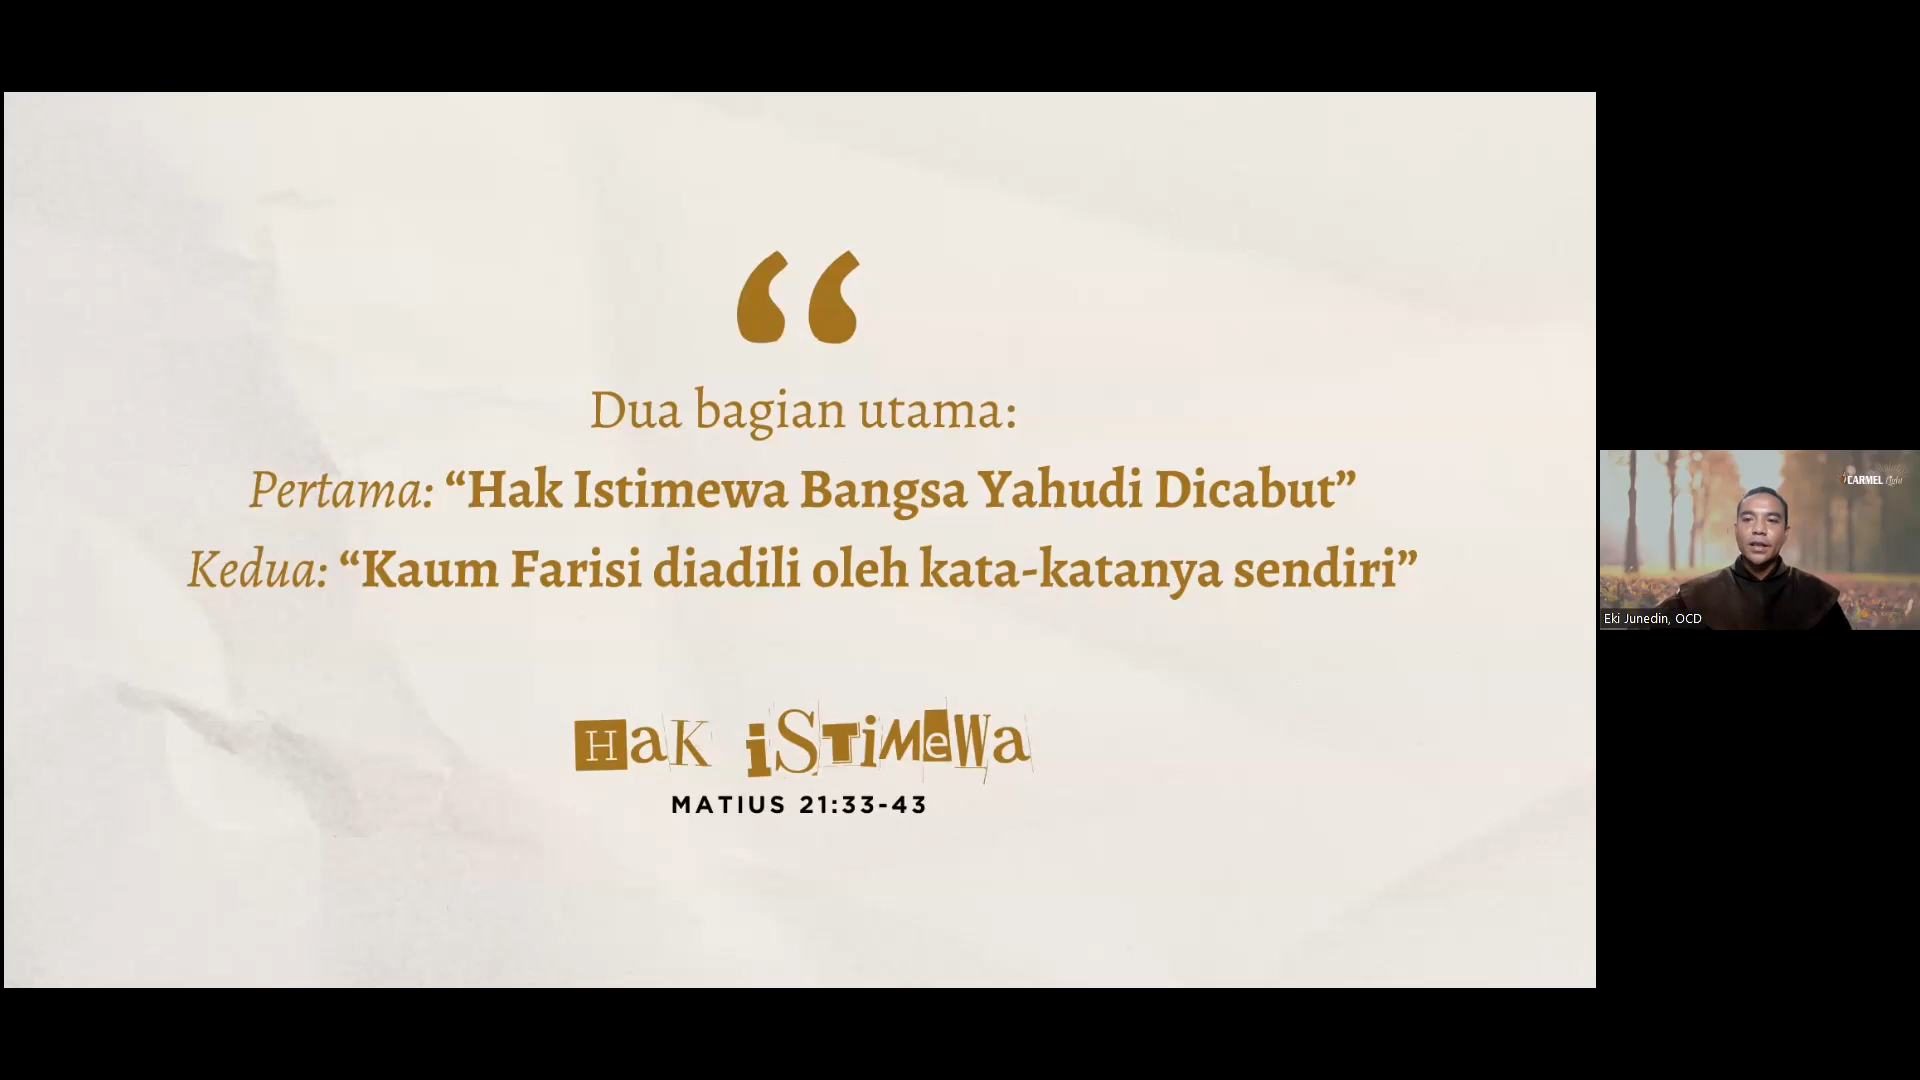 “
Dua bagian utama:
Pertama: “Hak Istimewa Bangsa Yahudi Dicabut”
Kedua: “Kaum Farisi diadili oleh kata-katanya sendiri”
HaK iSTiMeWa
MATIUS 21:33-43
CARMEL Light
Eki Junedin, OCD